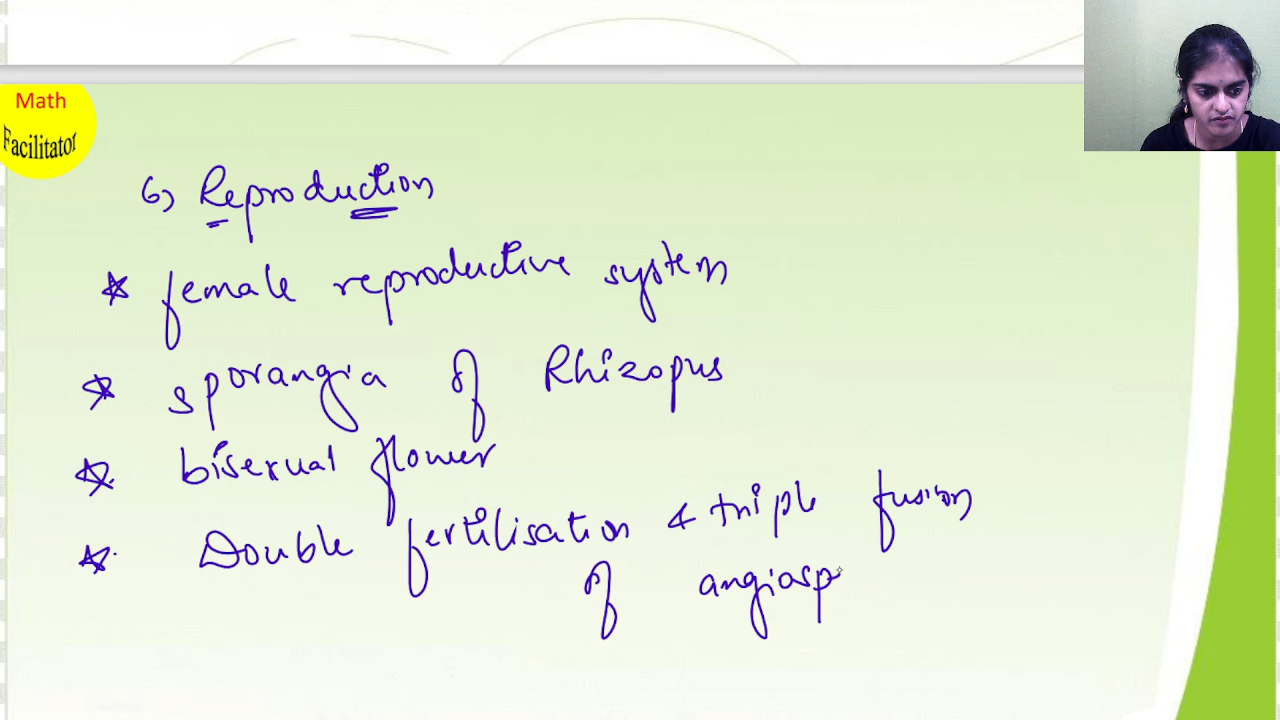 Math
Facilitator
6) Reproduction
* female reproductive system
* sporangia of Rhizopus
* bisexual flower
* Double fertilisation & triple fusion
of angiosp